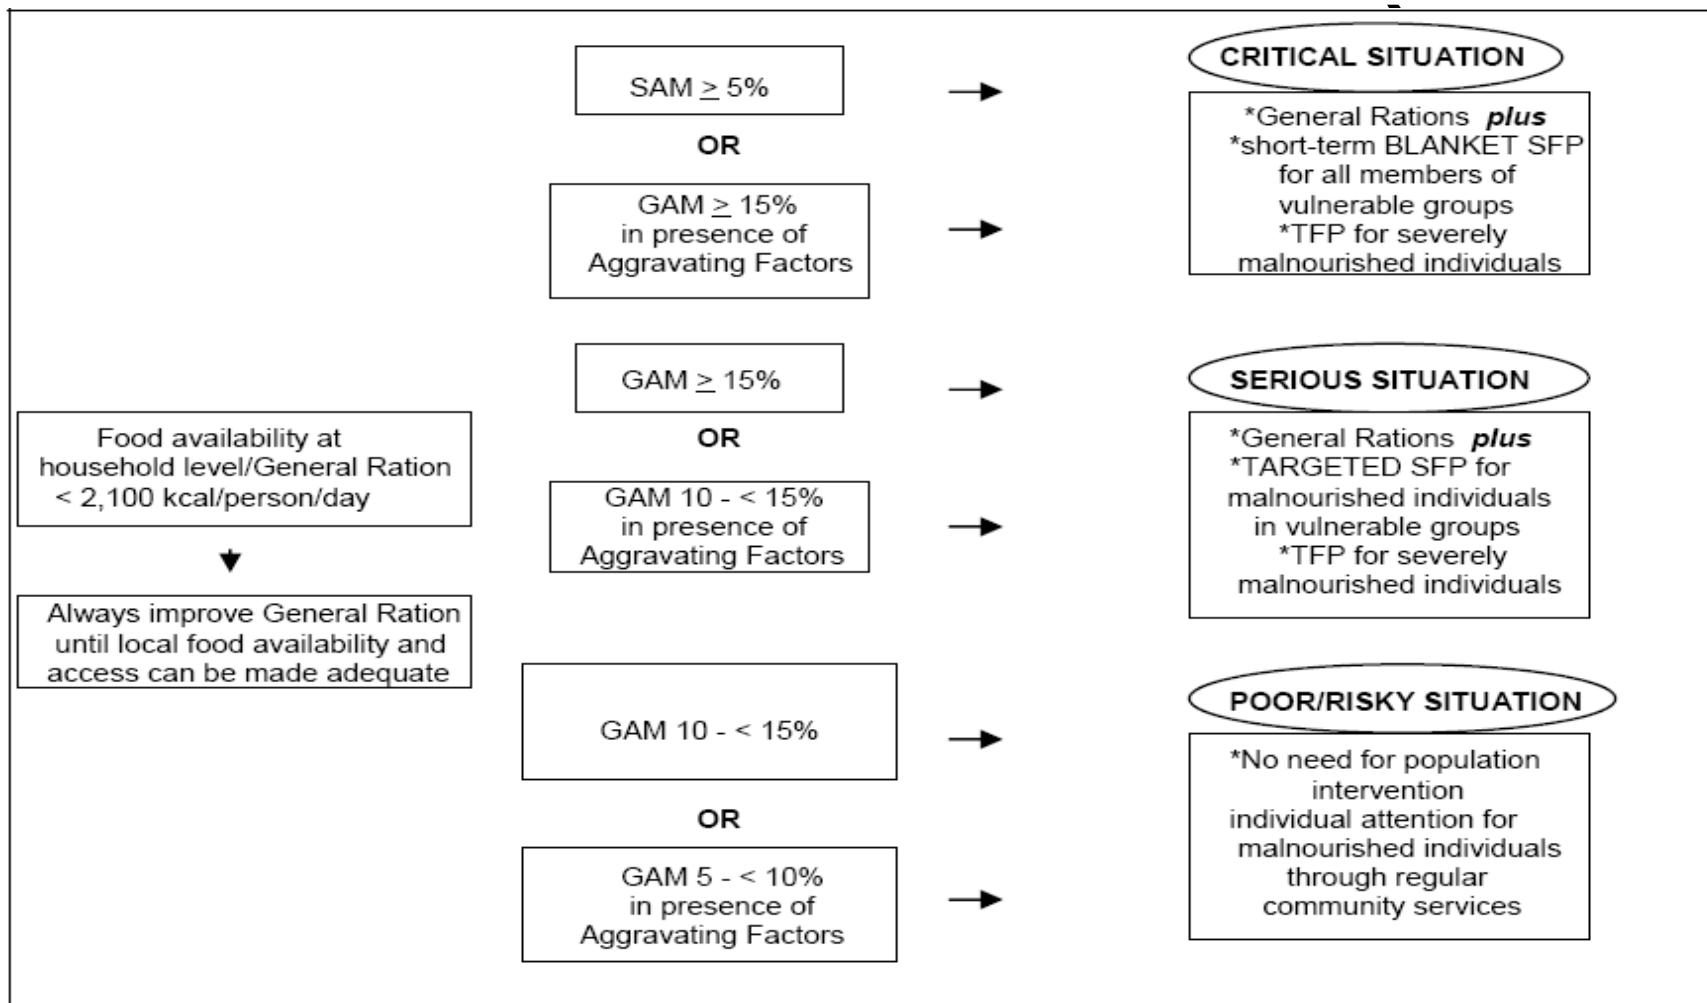 Food availability at
household level/General Ration
< 2,100 kcal/person/day
Always improve General Ration
until local food availability and
access can be made adequate
SAM ≥ 5%
OR
GAM ≥ 15%
in presence of
Aggravating Factors
CRITICAL SITUATION
*General Rations plus
*short-term BLANKET SFP
for all members of
vulnerable groups
*TFP for severely
malnourished individuals
GAM ≥ 15%
OR
GAM 10 - < 15%
in presence of
Aggravating Factors
SERIOUS SITUATION
*General Rations plus
*TARGETED SFP for
malnourished individuals
in vulnerable groups
*TFP for severely
malnourished individuals
GAM 10 - < 15%
OR
GAM 5 - < 10%
in presence of
Aggravating Factors
POOR/RISKY SITUATION
*No need for population
intervention
individual attention for
malnourished individuals
through regular
community services